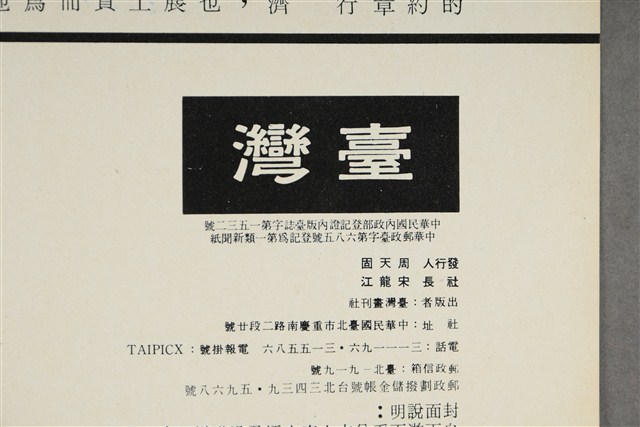 臺灣
中華民國內政部登記證內版臺誌字第一五三二號
中華郵政臺字第六八五號登記爲第一類新聞紙
發行人 周天固
社長 宋龍江
出版者：臺灣畫刊社
社址：中華民國臺北市重慶南路二段廿號
電話：三一一一九六・三一五五八六 電報掛號：TAIPICX
郵政信箱：臺北一九一九號
郵政劃撥儲金帳號台北三四三九・五九六八號
封面說明：